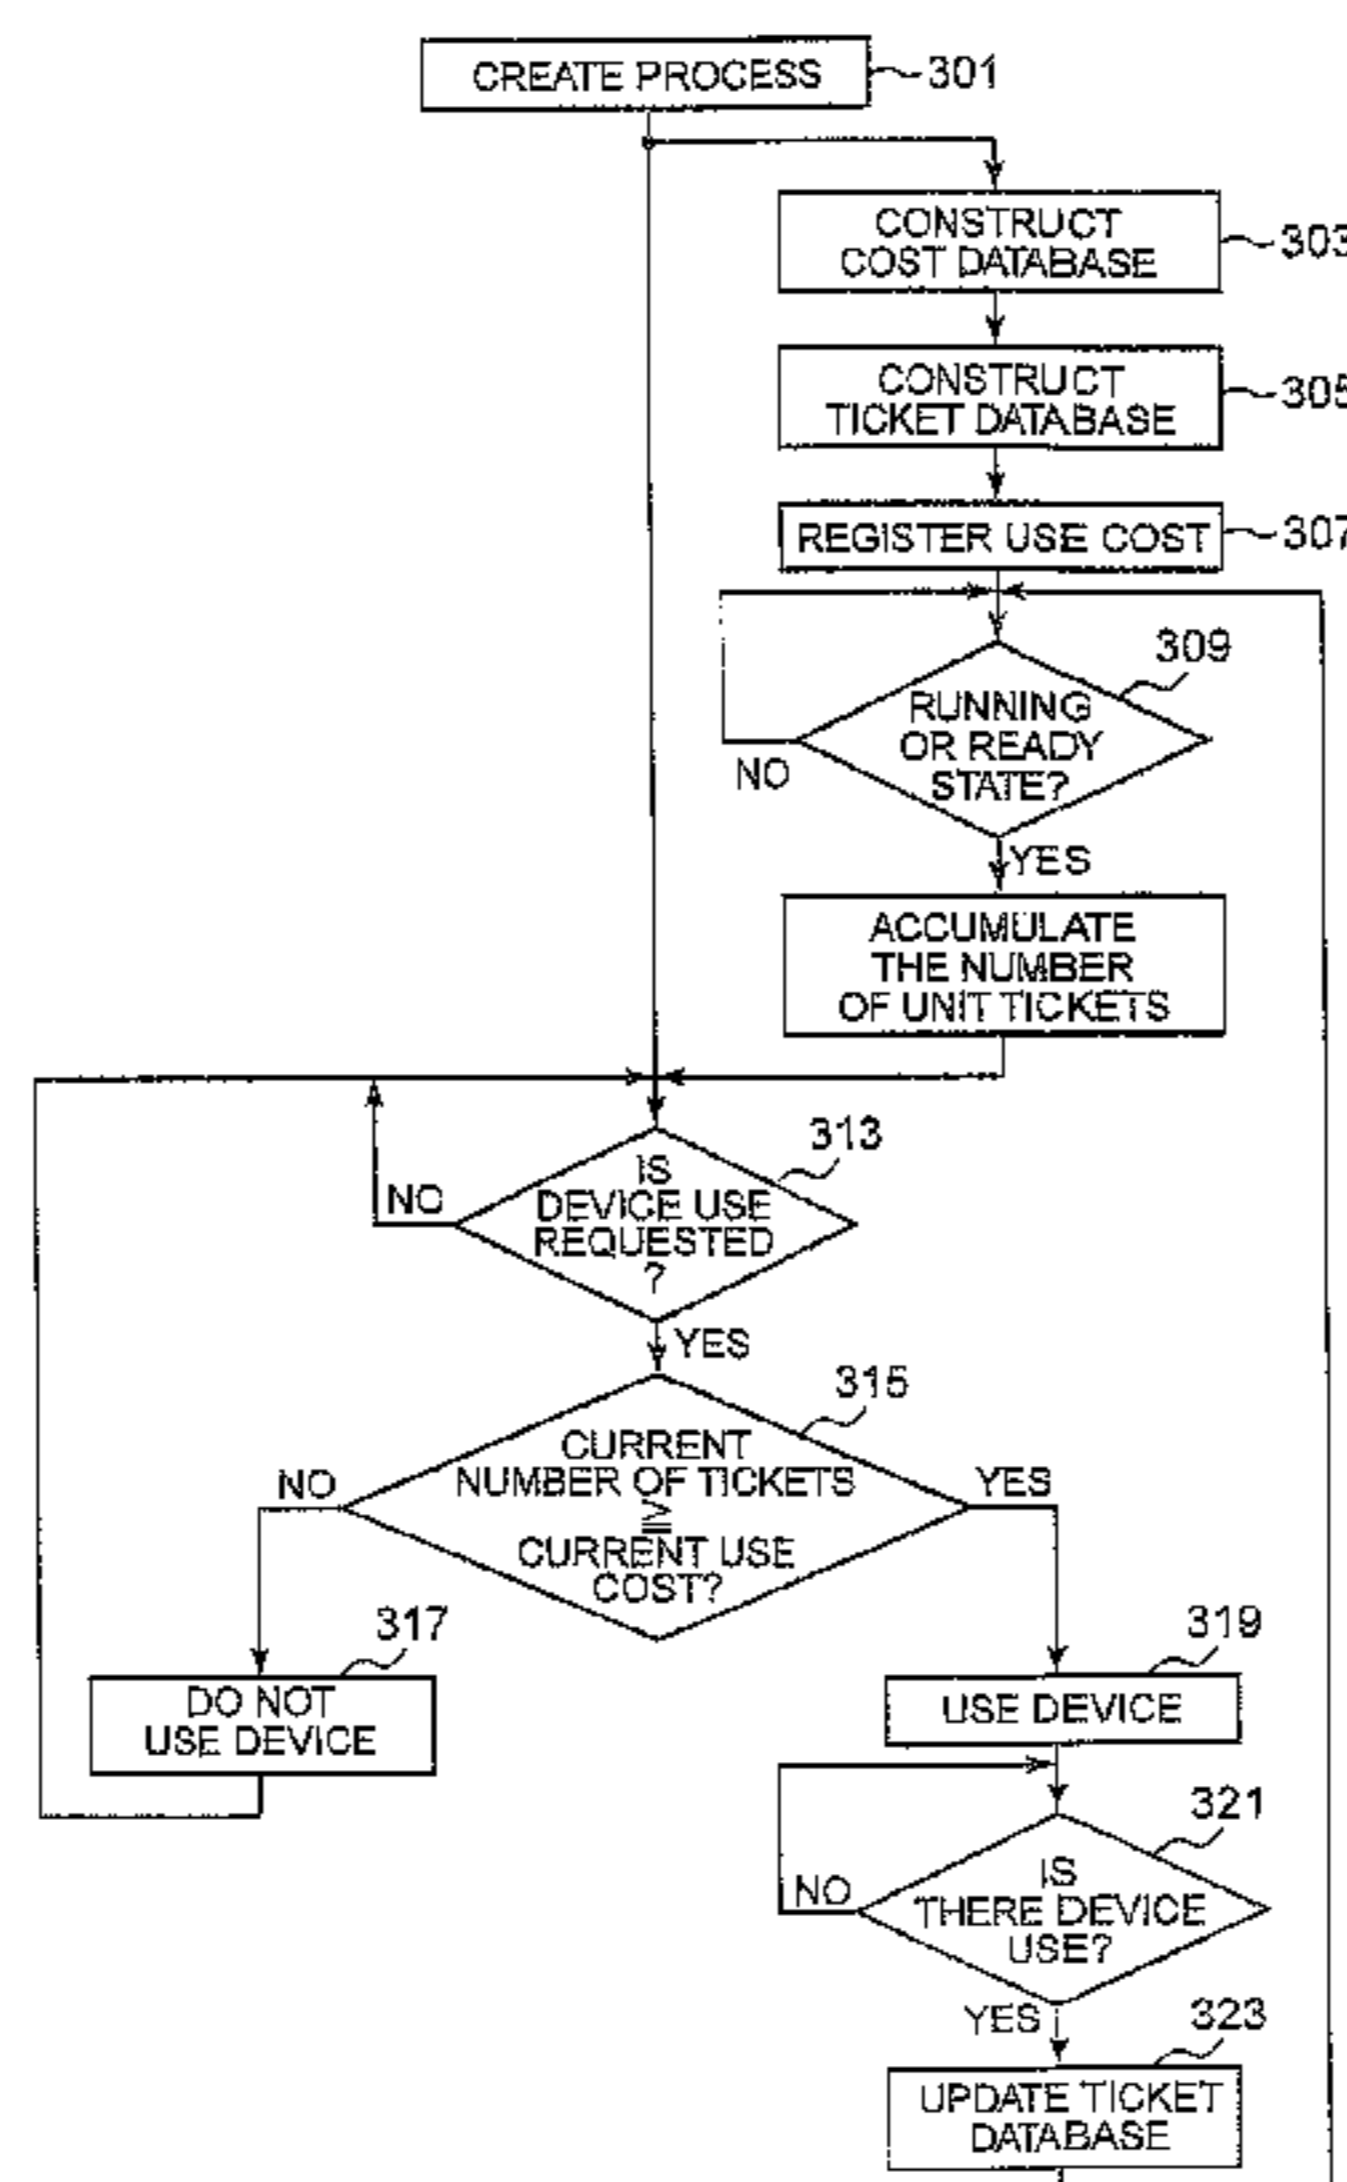 CREATE PROCESS
301
CONSTRUCT
COST DATABASE
303
CONSTRUCT
TICKET DATABASE
305
REGISTER USE COST
307
309
RUNNING
OR READY
STATE?
NO
YES
ACCUMULATE
THE NUMBER
OF UNIT TICKETS
313
IS
DEVICE USE
REQUESTED
?
NO
YES
315
CURRENT
NUMBER OF TICKETS
≧
CURRENT USE
COST?
NO
YES
317
DO NOT
USE DEVICE
319
USE DEVICE
321
IS
THERE DEVICE
USE?
NO
YES
323
UPDATE TICKET
DATABASE